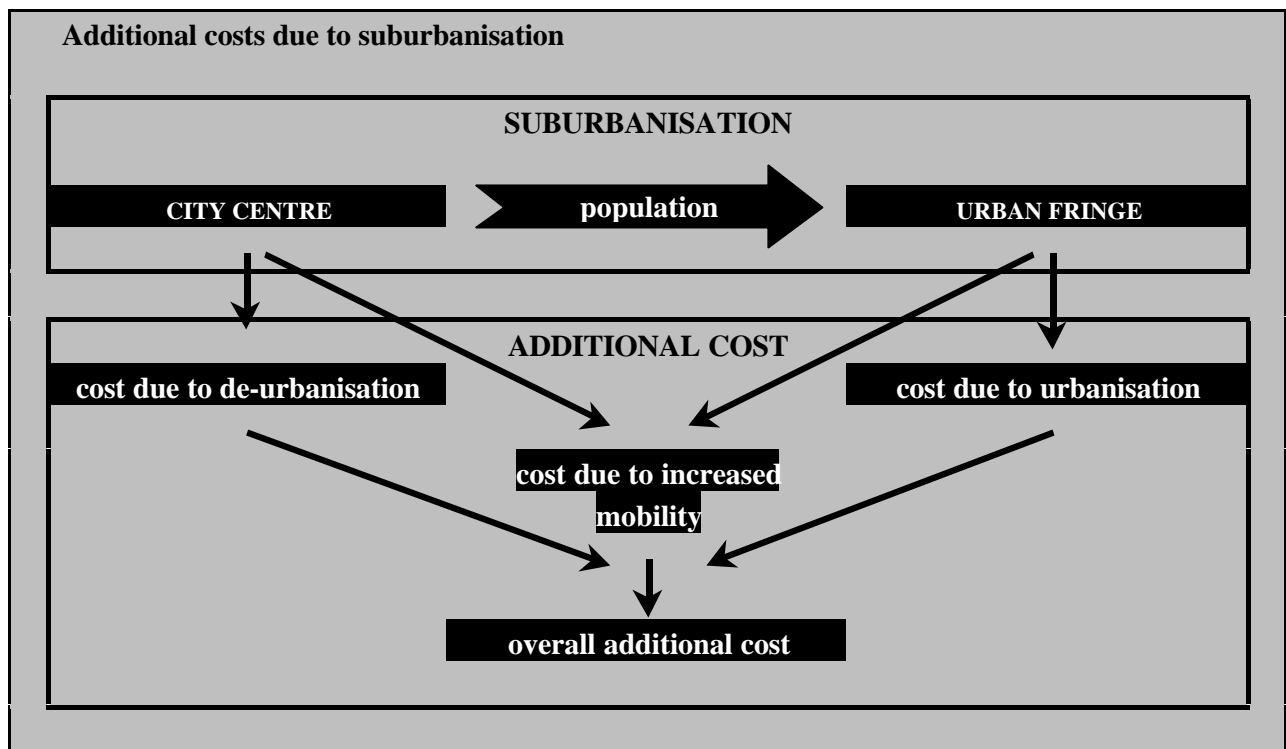 Additional costs due to suburbanisation
SUBURBANISATION
CITY CENTRE
population
URBAN FRINGE
ADDITIONAL COST
cost due to de-urbanisation
cost due to urbanisation
cost due to increased
mobility
overall additional cost